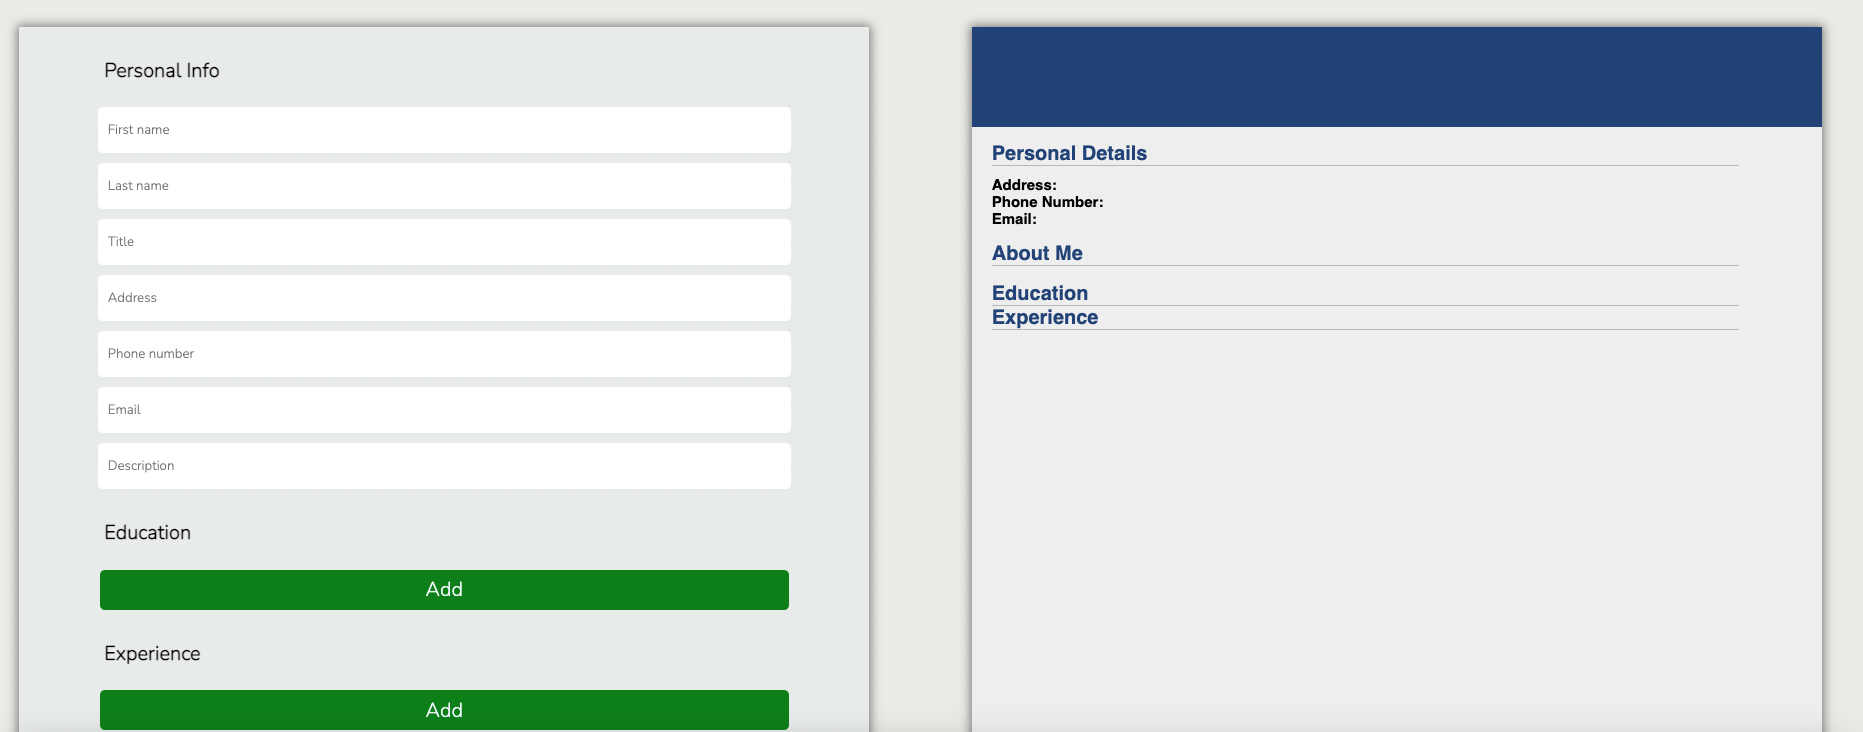 Personal Info
First name
Last name
Title
Address
Phone number
Email
Description
Education
Add
Experience
Add
Personal Details
Address:
Phone Number:
Email:
About Me
Education
Experience